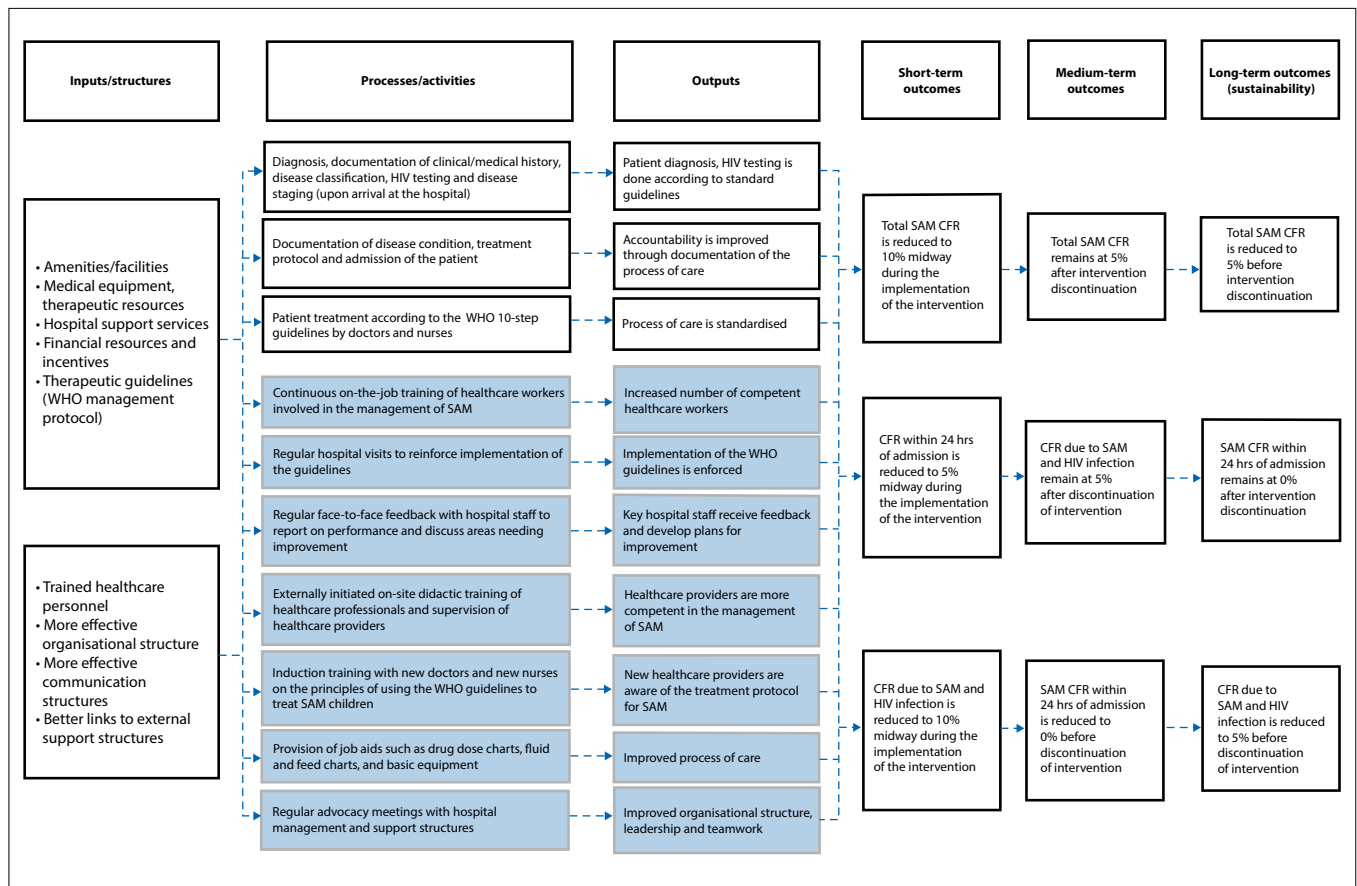 Inputs/structures
Processes/activities
Outputs
Short-term
outcomes
Medium-term
outcomes
Long-term outcomes
(sustainability)
• Amenities/facilities
• Medical equipment,
therapeutic resources
• Hospital support services
• Financial resources and
incentives
• Therapeutic guidelines
(WHO management
protocol)
• Trained healthcare
personnel
• More effective
organisational structure
• More effective
communication
structures
• Better links to external
support structures
Diagnosis, documentation of clinical/medical history,
disease classification, HIV testing and disease
staging (upon arrival at the hospital)
Patient diagnosis, HIV testing is
done according to standard
guidelines
Documentation of disease condition, treatment
protocol and admission of the patient
Accountability is improved
through documentation of the
process of care
Patient treatment according to the WHO 10-step
guidelines by doctors and nurses
Process of care is standardised
Continuous on-the-job training of healthcare workers
involved in the management of SAM
Increased number of competent
healthcare workers
Regular hospital visits to reinforce implementation of
the guidelines
Implementation of the WHO
guidelines is enforced
Regular face-to-face feedback with hospital staff to
report on performance and discuss areas needing
improvement
Key hospital staff receive feedback
and develop plans for
improvement
Externally initiated on-site didactic training of
healthcare professionals and supervision of
healthcare providers
Healthcare providers are more
competent in the management
of SAM
Induction training with new doctors and new nurses
on the principles of using the WHO guidelines to
treat SAM children
New healthcare providers are
aware of the treatment protocol
for SAM
Provision of job aids such as drug dose charts, fluid
and feed charts, and basic equipment
Improved process of care
Regular advocacy meetings with hospital
management and support structures
Improved organisational structure,
leadership and teamwork
Total SAM CFR
is reduced to
10% midway
during the
implementation
of the intervention
Total SAM CFR
remains at 5%
after intervention
discontinuation
Total SAM CFR
is reduced to
5% before
intervention
discontinuation
CFR within 24 hrs
of admission is
reduced to 5%
midway during
the implementation
of the intervention
CFR due to SAM
and HIV infection
remain at 5%
after discontinuation
of intervention
SAM CFR within
24 hrs of admission
remains at 0%
after intervention
discontinuation
CFR due to SAM and
HIV infection is
reduced to 10%
midway during the
implementation
of the intervention
SAM CFR within
24 hrs of admission
is reduced to
0% before
discontinuation
of intervention
CFR due to
SAM and HIV
infection is reduced
to 5% before
discontinuation
of intervention